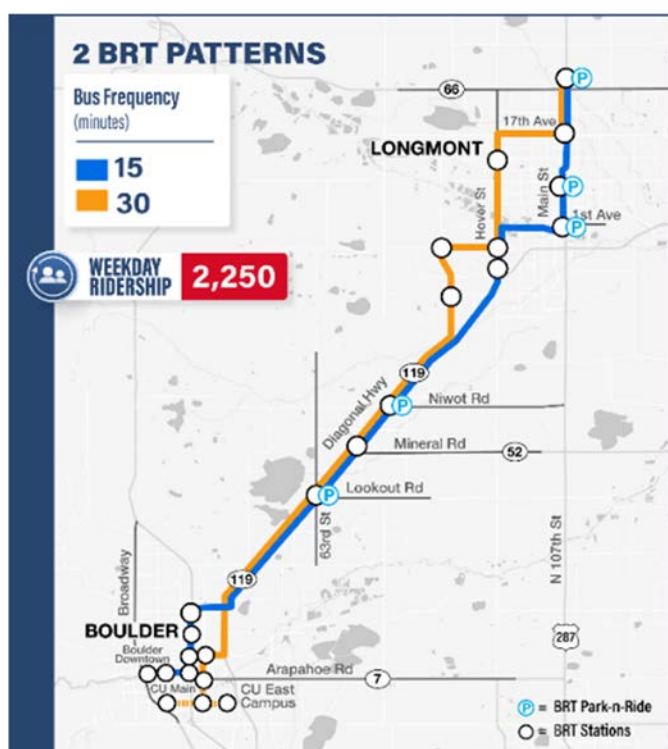 2 BRT PATTERNS
Bus Frequency
(minutes)
15
30
WEEKDAY
RIDERSHIP
2,250
66
P
17th Ave
LONGMONT
Hover St
Main St
P
1st Ave
P
119
Diagonal Hwy
Niwot Rd
P
Mineral Rd
52
Lookout Rd
P
63rd St
N 107th St
119
Broadway
BOULDER
287
Boulder
Downtown
Arapahoe Rd
7
CU Main
CU East
Campus
P = BRT Park-n-Ride
= BRT Stations